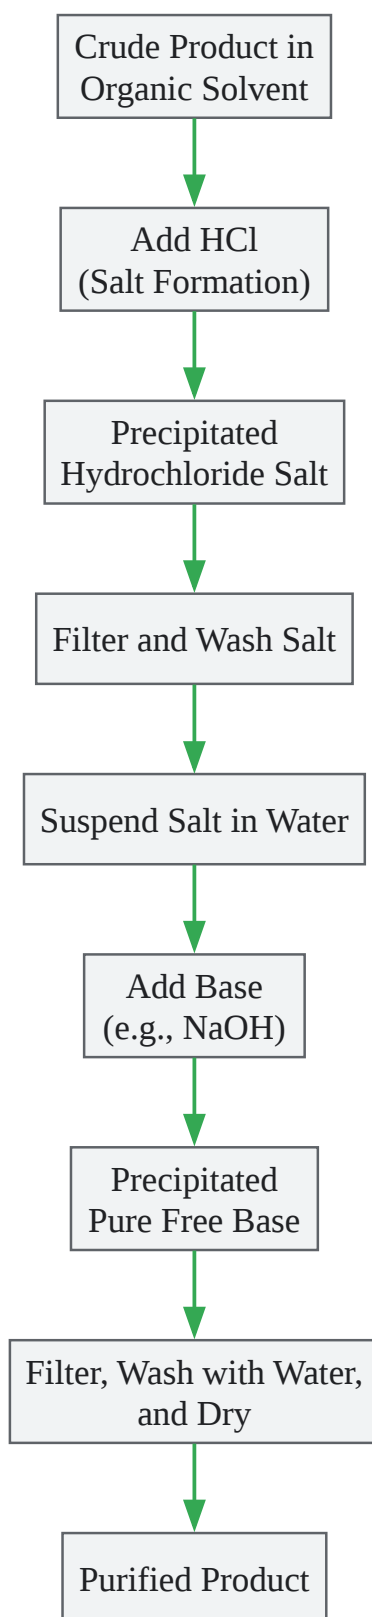 Crude Product in
Organic Solvent
Add HCl
(Salt Formation)
Precipitated
Hydrochloride Salt
Filter and Wash Salt
Suspend Salt in Water
Add Base
(e.g., NaOH)
Precipitated
Pure Free Base
Filter, Wash with Water,
and Dry
Purified Product